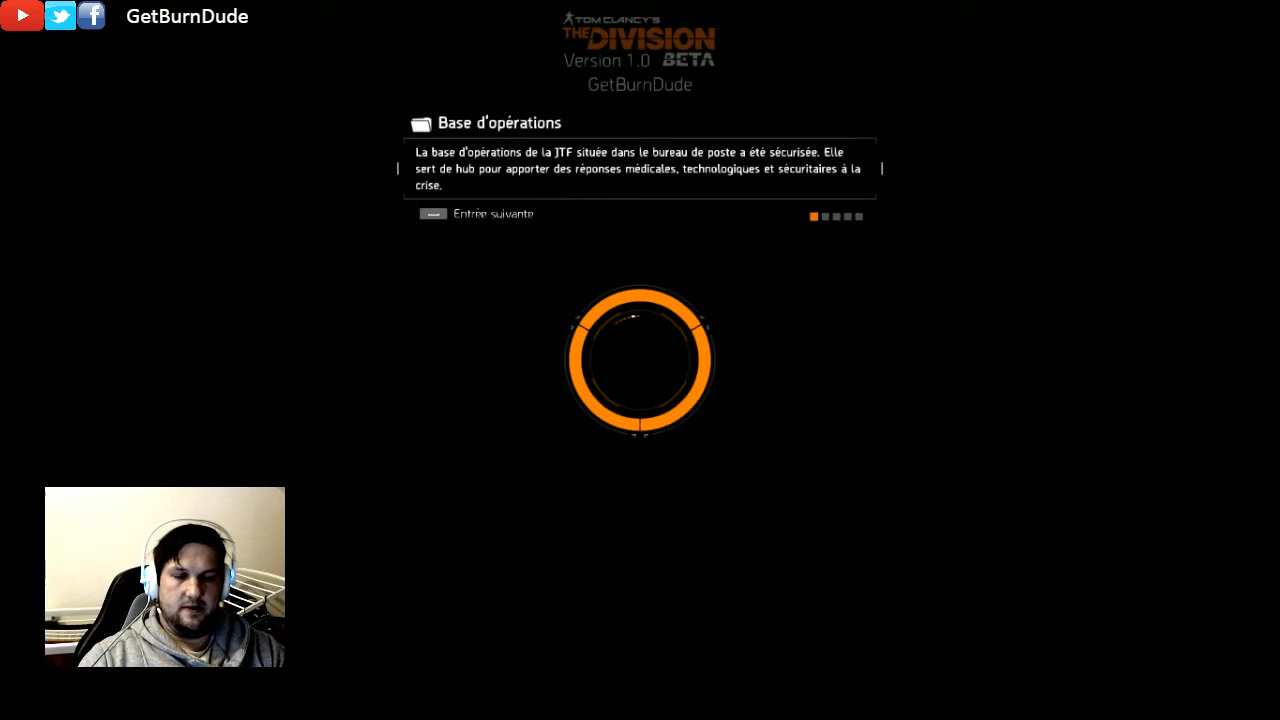 GetBurnDude
TOM CLANCY'S
THE DIVISION
Version 1.0 BETA
GetBurnDude
Base d'opérations
La base d'opérations de la JTF située dans le bureau de poste a été sécurisée. Elle
sert de hub pour apporter des réponses médicales, technologiques et sécuritaires à la
crise.
Entrée suivante